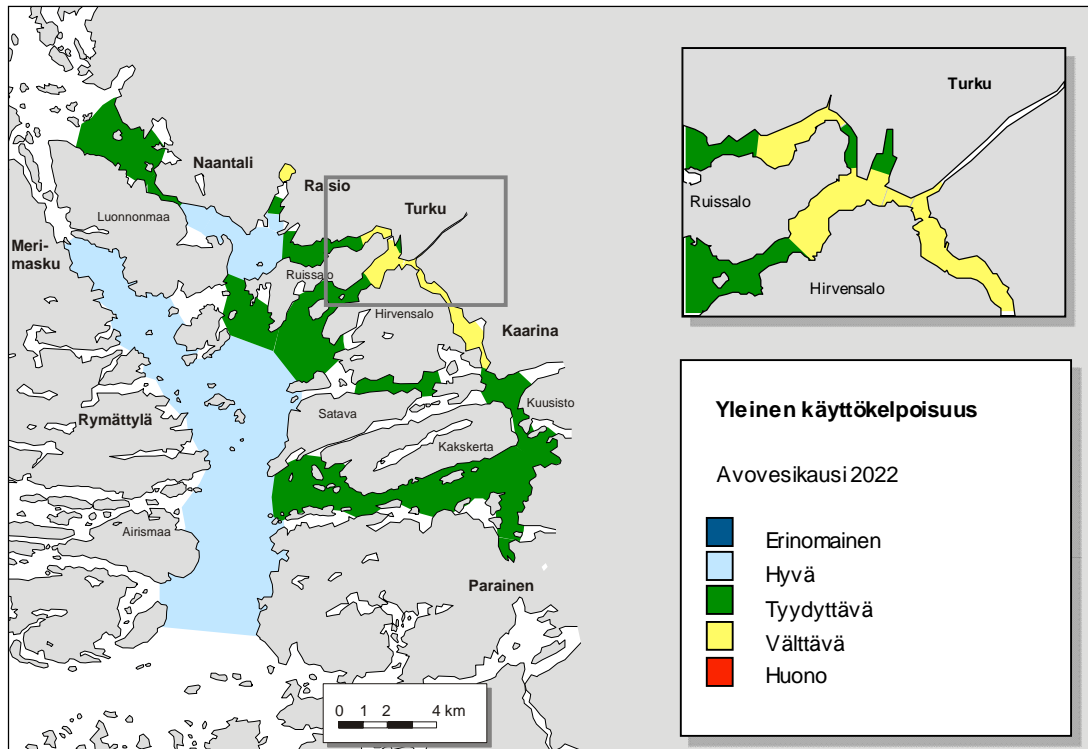 Naantali
Raisio
Turku
Luonnonmaa
Meri-
masku
Ruissalo
Hirvensalo
Kaarina
Rymättylä
Satava
Kuusisto
Kakskerta
Airismaa
Parainen
0 1 2 4 km
Turku
Ruissalo
Hirvensalo
Yleinen käyttökelpoisuus
Avovesikausi 2022
Erinomainen
Hyvä
Tyydyttävä
Välttävä
Huono